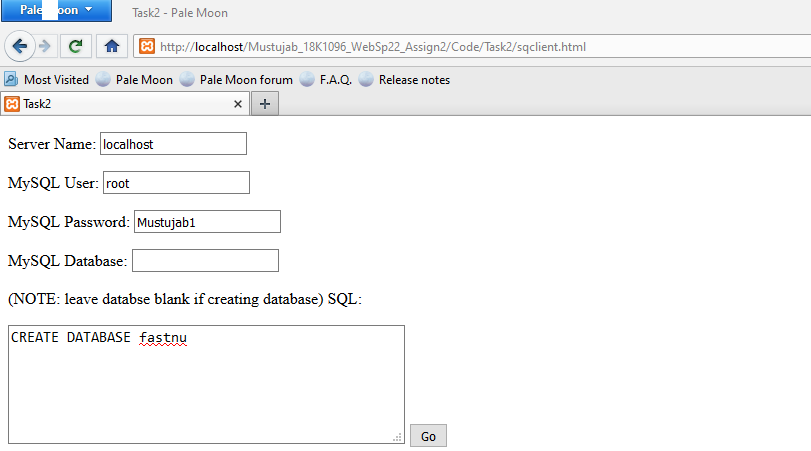 Pale oon
Task2 - Pale Moon
http://localhost/Mustujab_18K1096_WebSp22_Assign2/Code/Task2/sqclient.html
Most Visited Pale Moon Pale Moon forum F.A.Q. Release notes
Task2
Server Name: localhost
MySQL User: root
MySQL Password: Mustujab1
MySQL Database:
(NOTE: leave databse blank if creating database) SQL:
CREATE DATABASE fastnu
Go